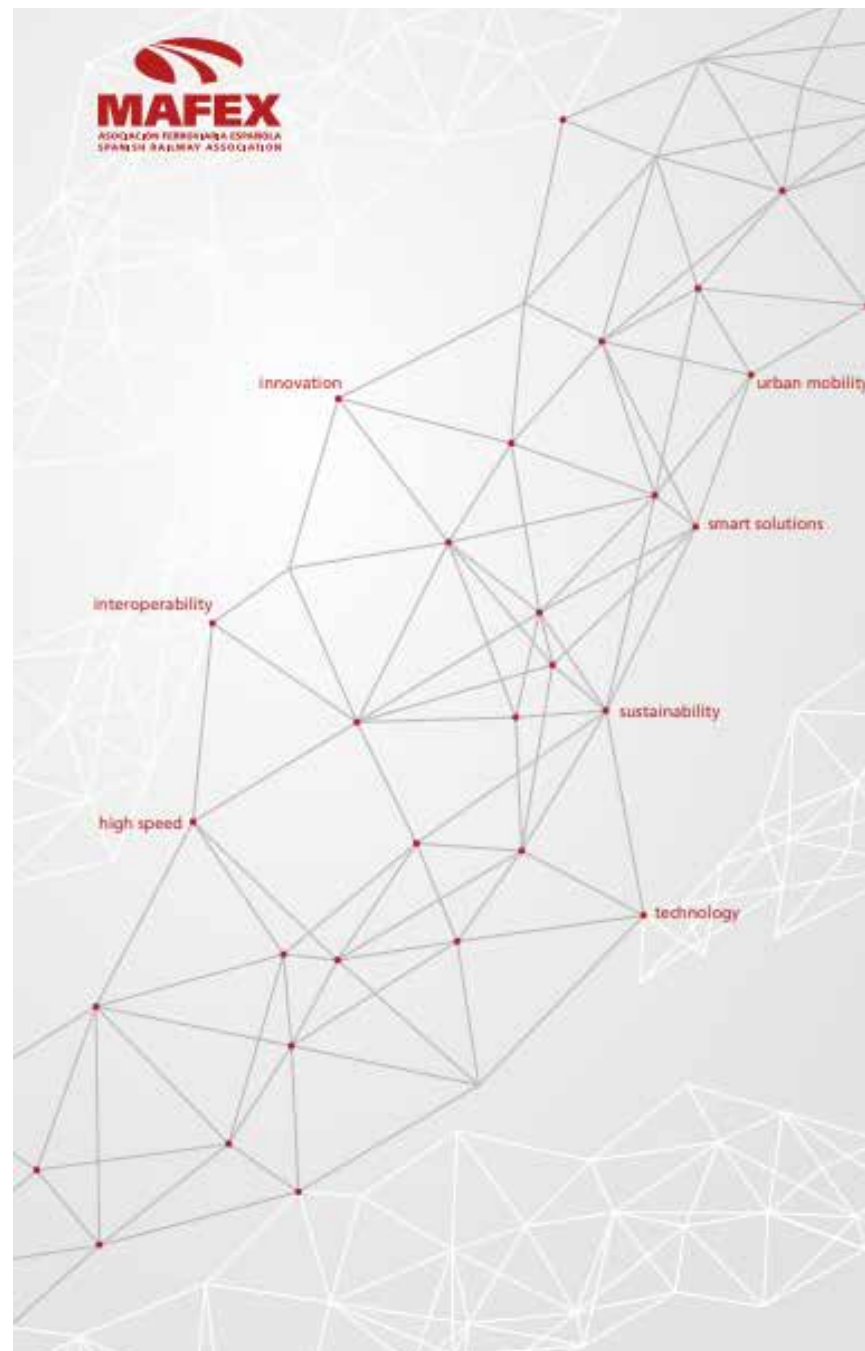 MAFEX
ASOCIACIÓN FERROVIARIA ESPAÑOLA
SPANISH RAILWAY ASSOCIATION
innovation
urban mobility
smart solutions
interoperability
sustainability
high speed
technology